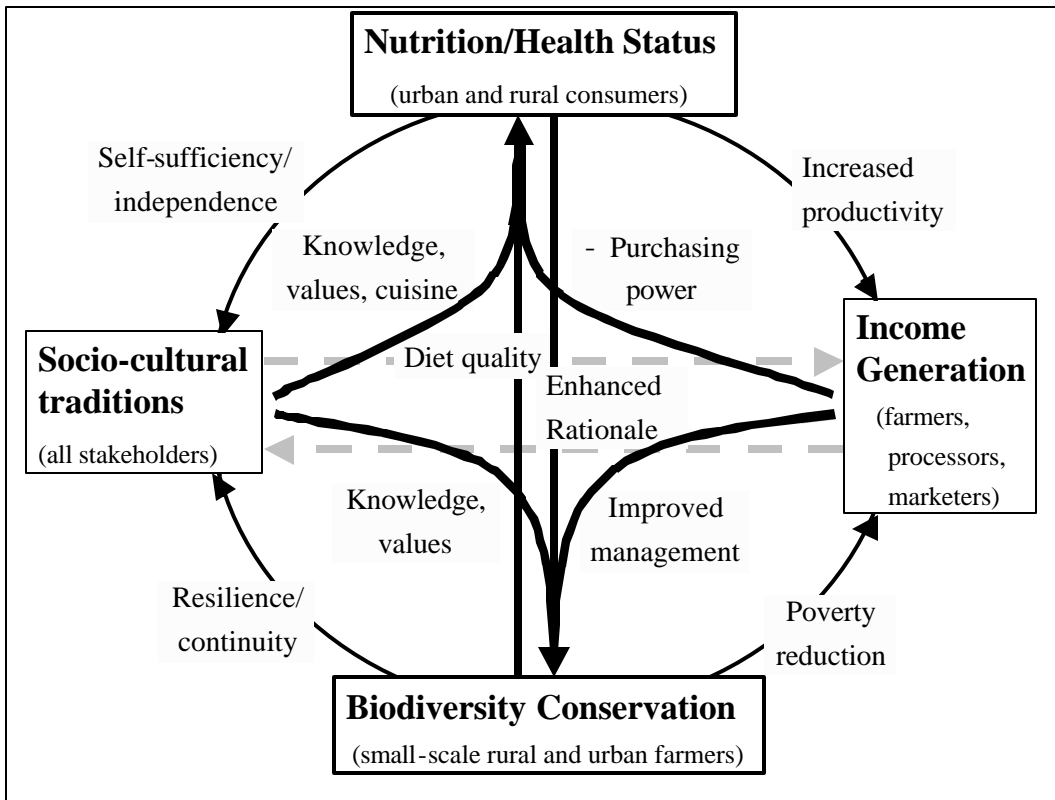 Nutrition/Health Status
(urban and rural consumers)
Self-sufficiency/
independence
Increased
productivity
Knowledge,
values, cuisine
- Purchasing
power
Socio-cultural
traditions
(all stakeholders)
Diet quality
Enhanced
Rationale
Income
Generation
(farmers,
processors,
marketers)
Knowledge,
values
Improved
management
Resilience/
continuity
Poverty
reduction
Biodiversity Conservation
(small-scale rural and urban farmers)